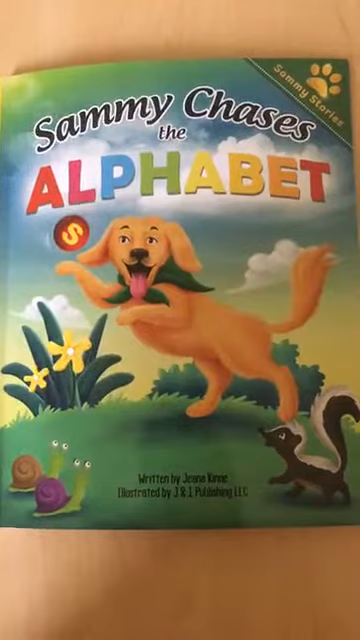 Sammy Stories
Sammy Chases
the
ALPHABET
S
Written by Jeana Kinne
Illustrated by J & J Publishing LLC